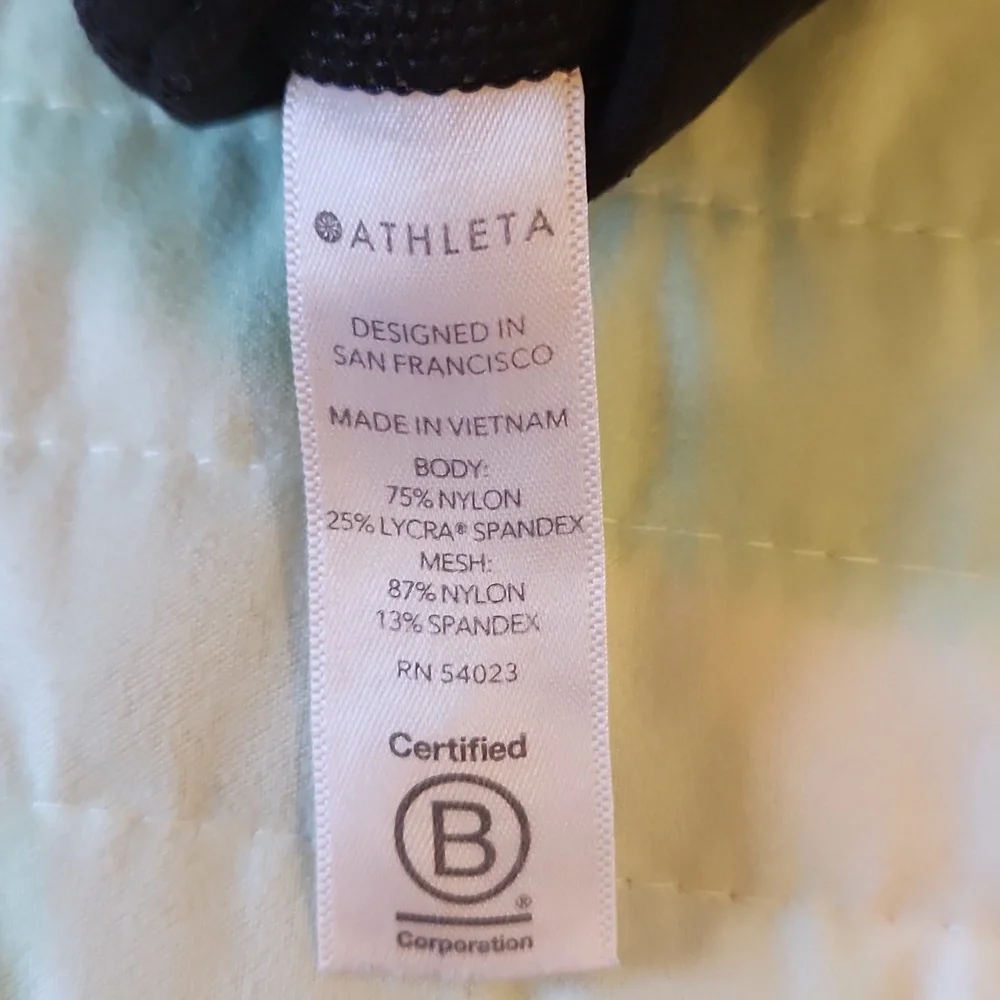 ATHLETA
DESIGNED IN
SAN FRANCISCO
MADE IN VIETNAM
BODY:
75% NYLON
25% LYCRA® SPANDEX
MESH:
87% NYLON
13% SPANDEX
RN 54023
Certified
B
®
Corporation